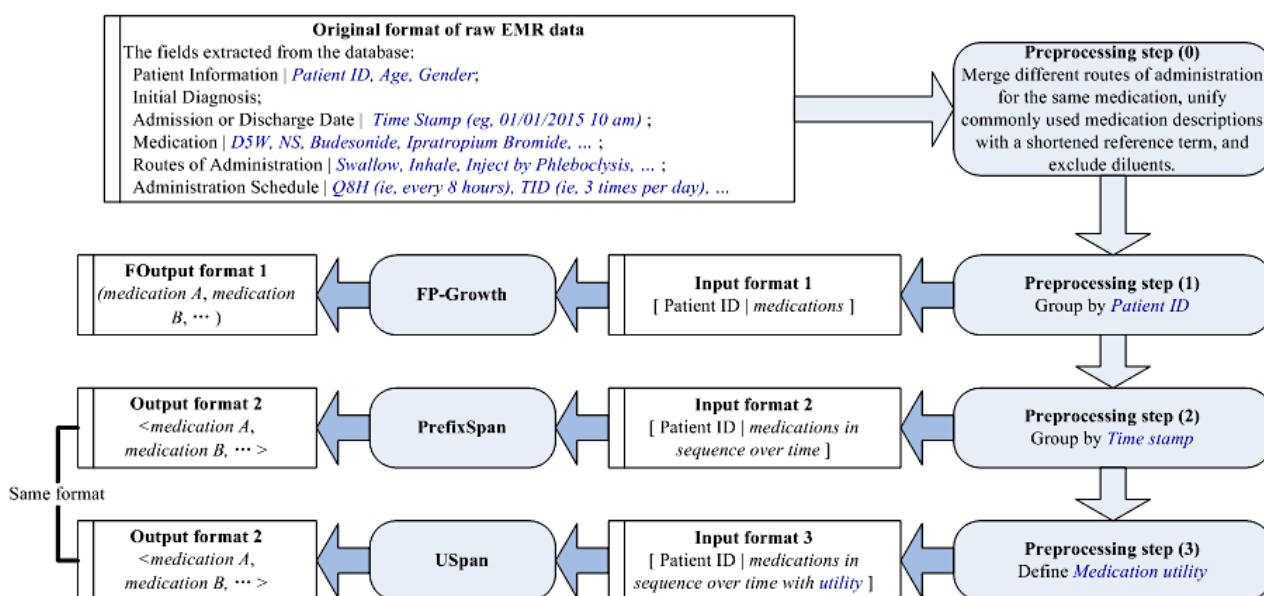 Original format of raw EMR data
The fields extracted from the database:
Patient Information | Patient ID, Age, Gender;
Initial Diagnosis;
Admission or Discharge Date | Time Stamp (eg, 01/01/2015 10 am) ;
Medication | D5W, NS, Budesonide, Ipratropium Bromide, ... ;
Routes of Administration | Swallow, Inhale, Inject by Phleboclysis, ... ;
Administration Schedule | Q8H (ie, every 8 hours), TID (ie, 3 times per day), ...
Preprocessing step (0)
Merge different routes of administration
for the same medication, unify
commonly used medication descriptions
with a shortened reference term, and
exclude diluents.
FOutput format 1
(medication A, medication
B, ··· )
FP-Growth
Input format 1
[ Patient ID | medications ]
Preprocessing step (1)
Group by Patient ID
Output format 2
<medication A,
medication B, ··· >
PrefixSpan
Input format 2
[ Patient ID | medications in
sequence over time ]
Preprocessing step (2)
Group by Time stamp
Same format
Output format 2
<medication A,
medication B, ··· >
USpan
Input format 3
[ Patient ID | medications in
sequence over time with utility ]
Preprocessing step (3)
Define Medication utility